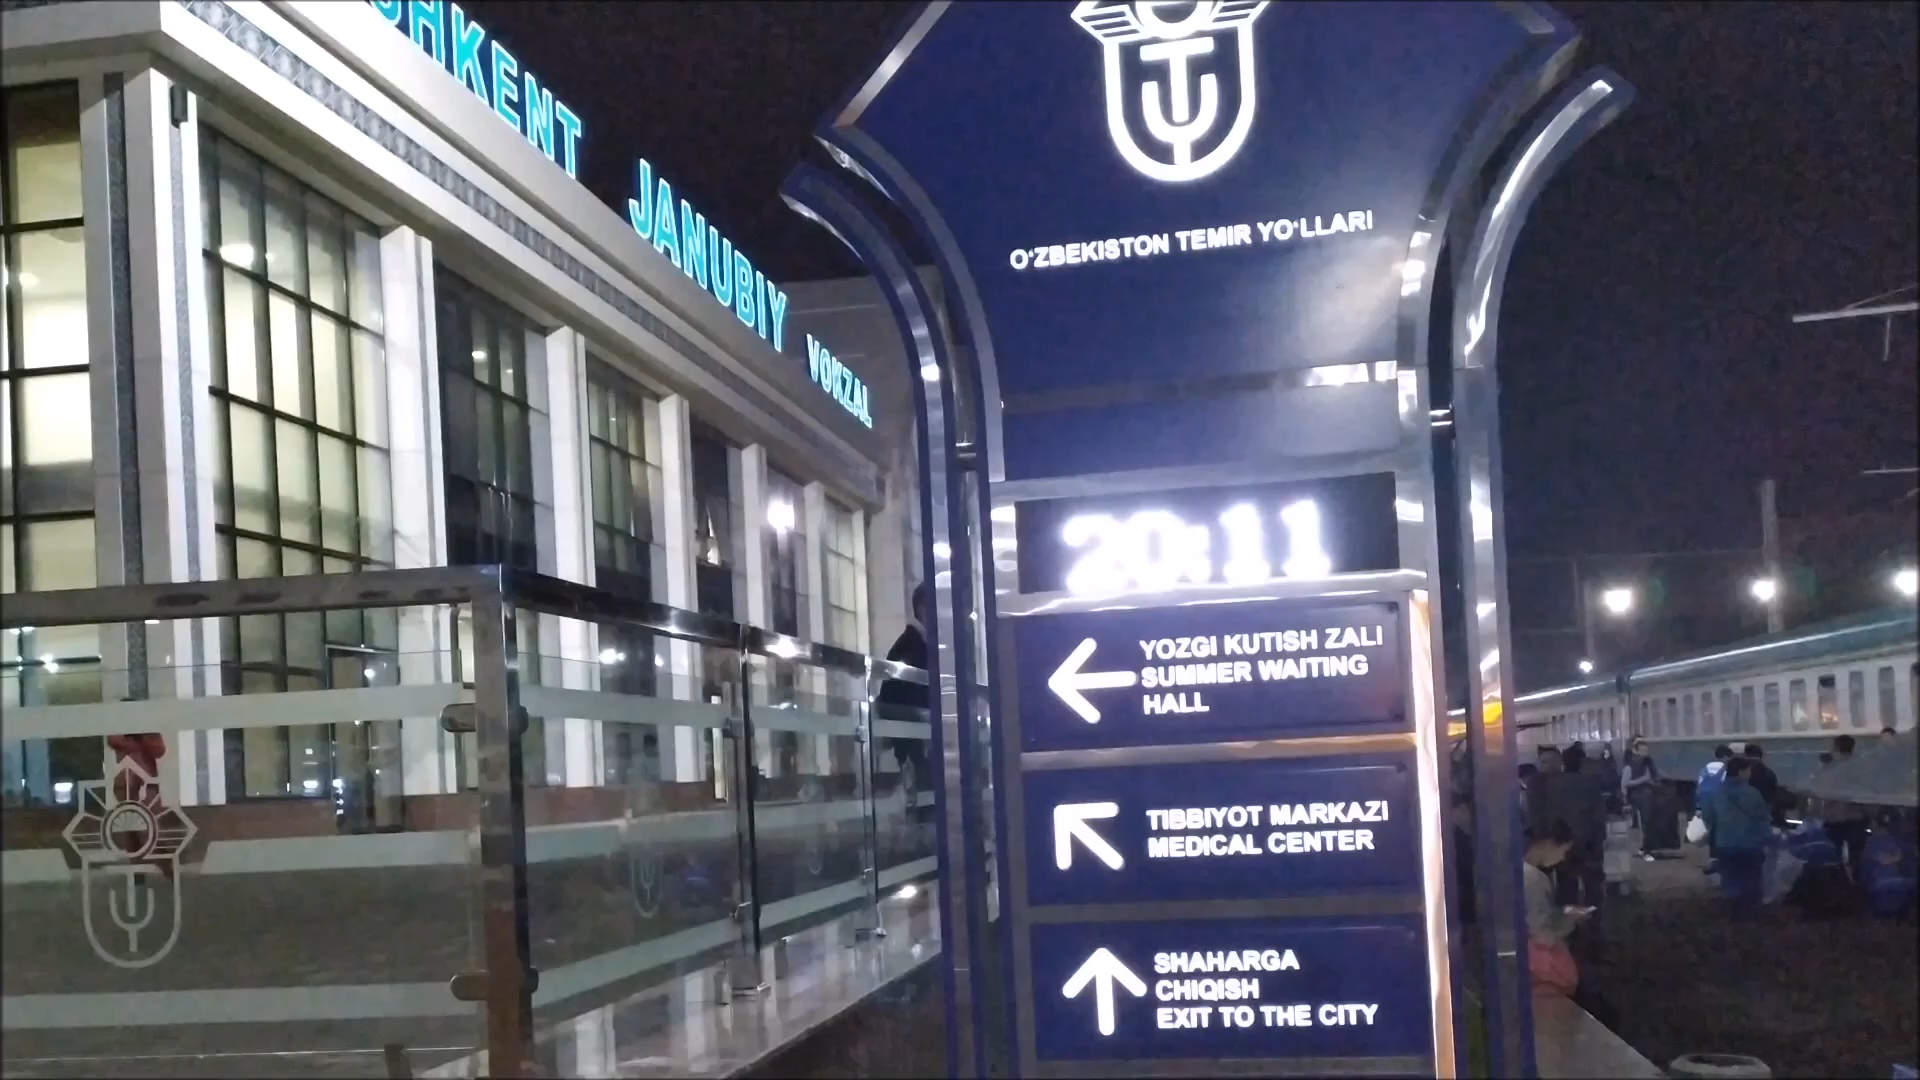 SHKENT JANUBIY VOKZAL
O‘ZBEKISTON TEMIR YO‘LLARI
20:11
YOZGI KUTISH ZALI
SUMMER WAITING
HALL
TIBBIYOT MARKAZI
MEDICAL CENTER
SHAHARGA
CHIQISH
EXIT TO THE CITY